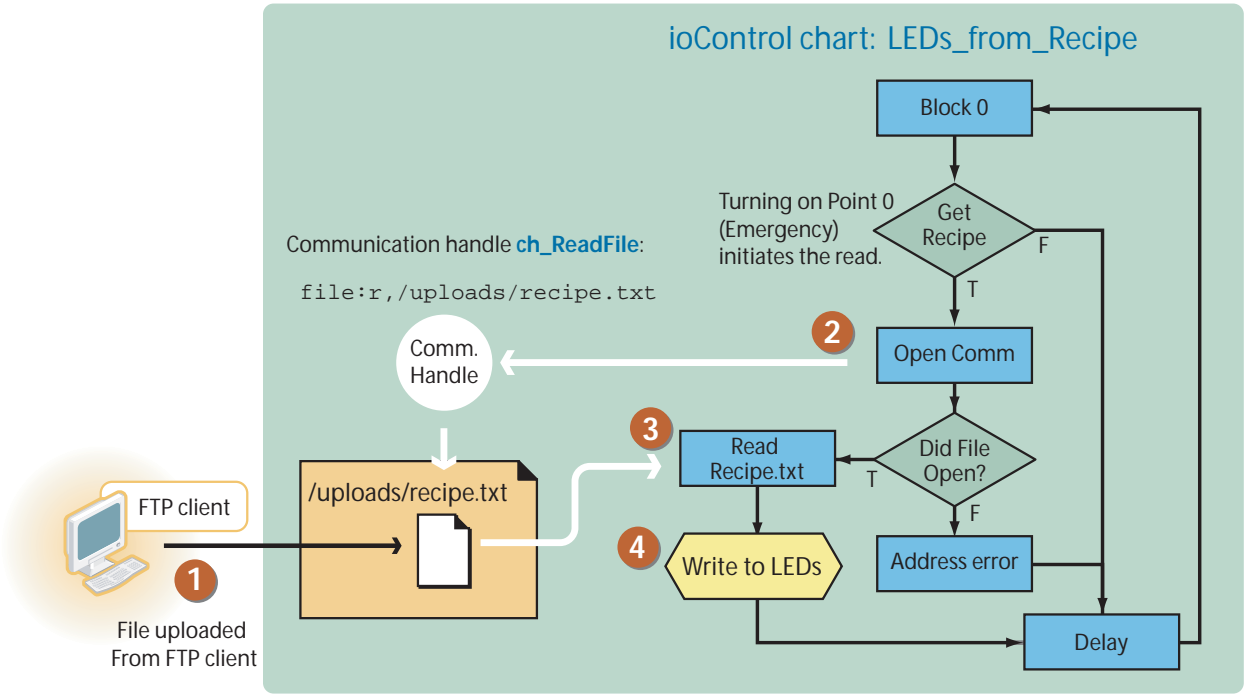 ioControl chart: LEDs_from_Recipe
Block 0
Turning on Point 0
(Emergency)
initiates the read.
Get
Recipe
F
T
Communication handle ch_ReadFile:
file:r,/uploads/recipe.txt
2
Open Comm
Comm.
Handle
3
Read
Recipe.txt
Did File
Open?
T
F
/uploads/recipe.txt
FTP client
4
Write to LEDs
Address error
1
File uploaded
From FTP client
Delay